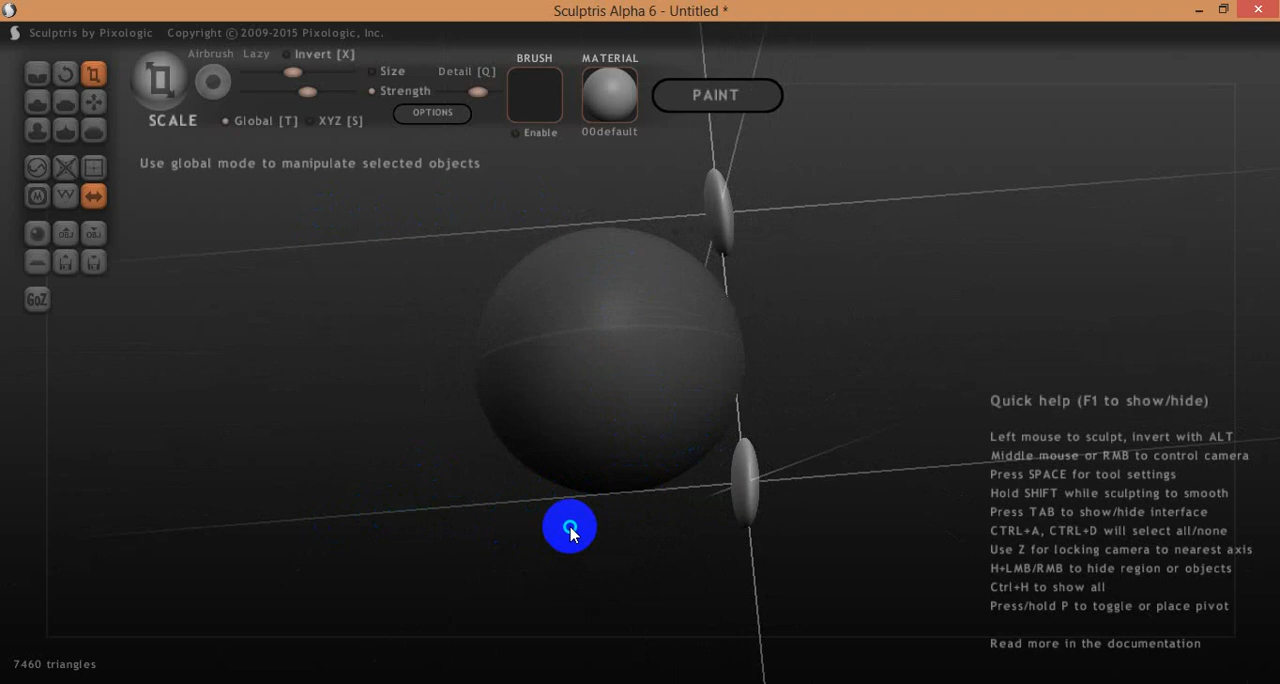 Sculptris Alpha 6 - Untitled *
Sculptris by Pixologic Copyright © 2009-2015 Pixologic, Inc.
Airbrush Lazy Invert [X]
BRUSH MATERIAL
Size Detail [Q]
Strength
PAINT
OPTIONS
SCALE Global [T] XYZ [S]
Enable 00default
Use global mode to manipulate selected objects
OBJ OBJ
GoZ
Quick help (F1 to show/hide)
Left mouse to sculpt, invert with ALT
Middle mouse or RMB to control camera
Press SPACE for tool settings
Hold SHIFT while sculpting to smooth
Press TAB to show/hide interface
CTRL+A, CTRL+D will select all/none
Use Z for locking camera to nearest axis
H+LMB/RMB to hide region or objects
Ctrl+H to show all
Press/hold P to toggle or place pivot
Read more in the documentation
7460 triangles